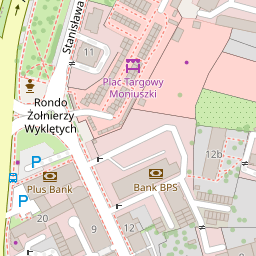 Stanisława
11
Plac Targowy
Moniuszki
Rondo
Żołnierzy
Wyklętych
P
12b
Plus Bank
Bank BPS
P
20
9
12